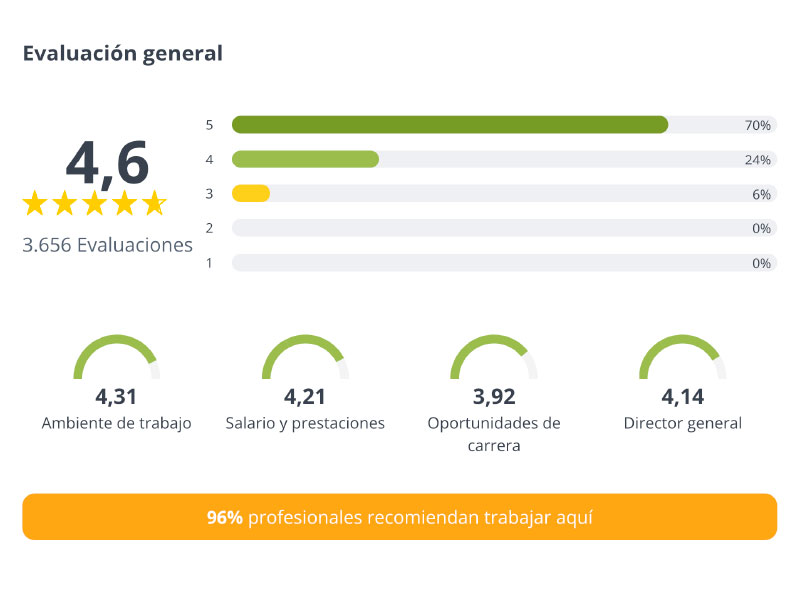 Evaluación general
4,6
3.656 Evaluaciones
5 70%
4 24%
3 6%
2 0%
1 0%
4,31
Ambiente de trabajo
4,21
Salario y prestaciones
3,92
Oportunidades de
carrera
4,14
Director general
96% profesionales recomiendan trabajar aquí